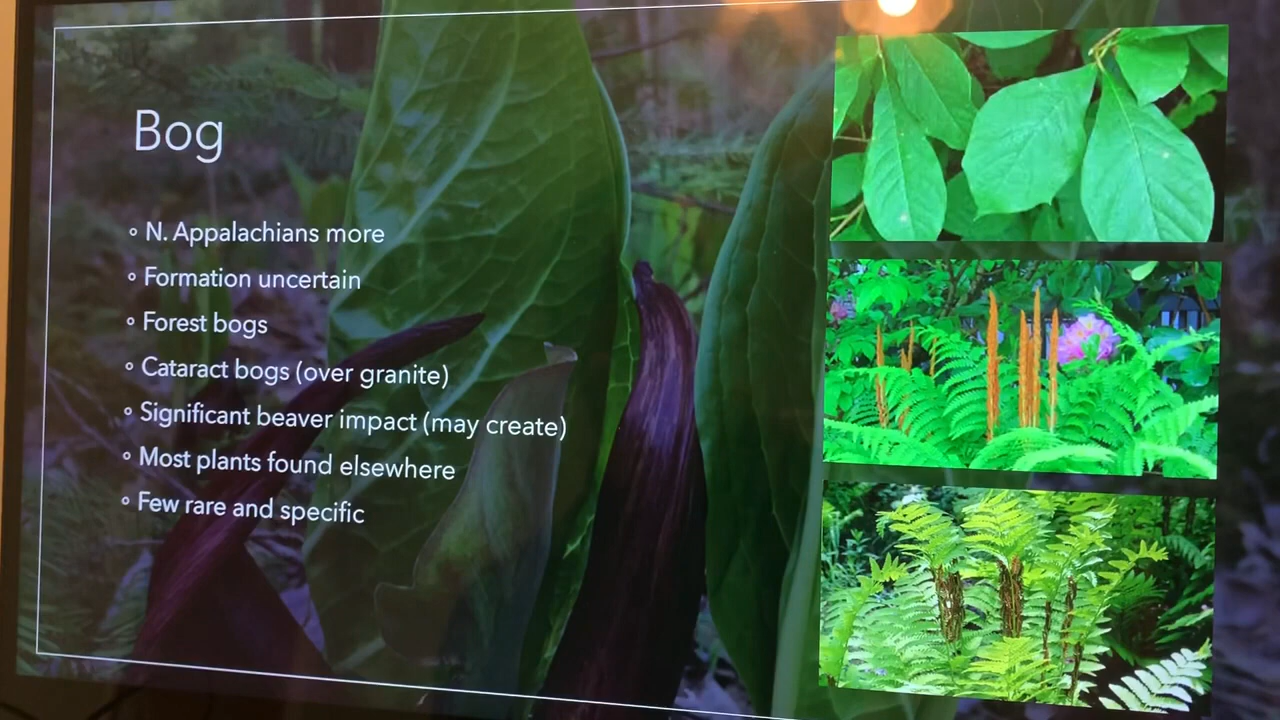 Bog
° N. Appalachians more
° Formation uncertain
° Forest bogs
° Cataract bogs (over granite)
° Significant beaver impact (may create)
° Most plants found elsewhere
° Few rare and specific